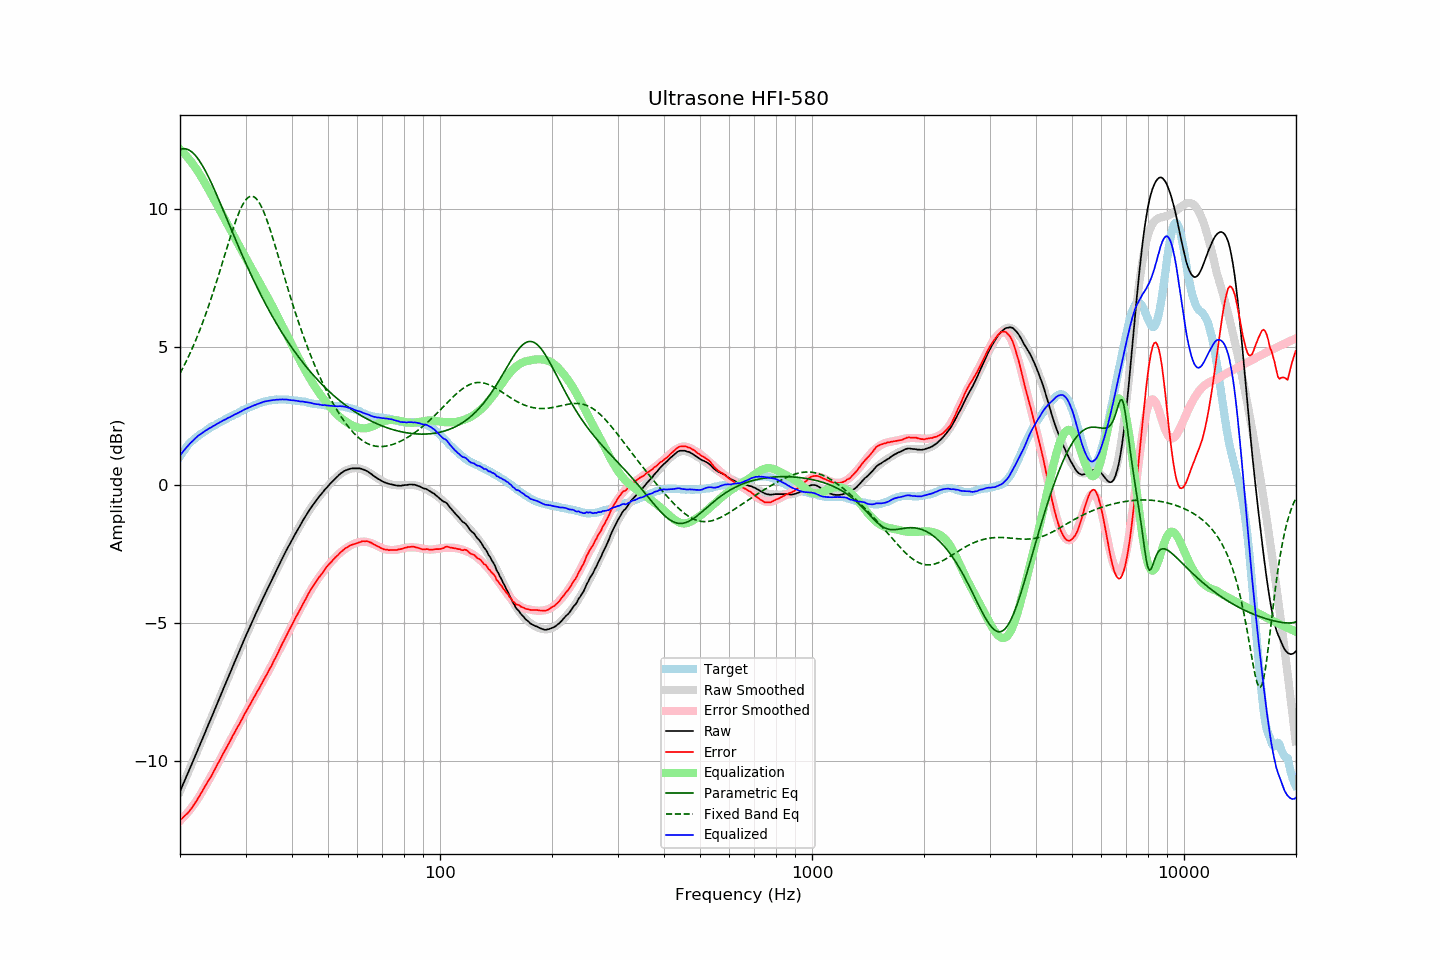 Ultrasone HFI-580
Amplitude (dBr)
10
5
0
−5
−10
Target
Raw Smoothed
Error Smoothed
Raw
Error
Equalization
Parametric Eq
Fixed Band Eq
Equalized
100
1000
10000
Frequency (Hz)